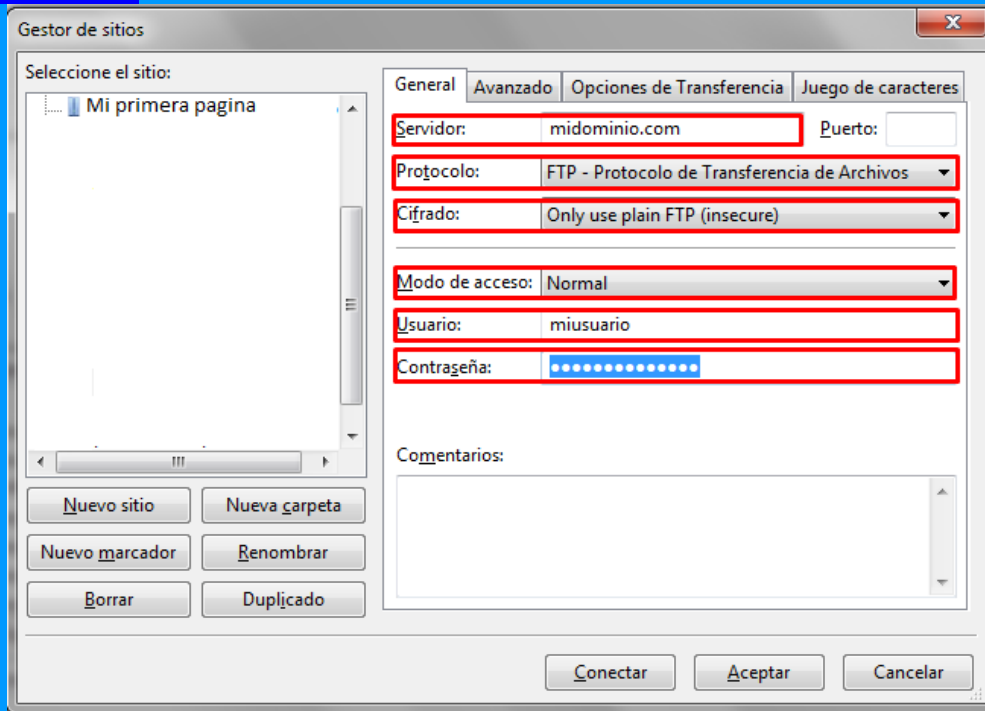 Gestor de sitios
Seleccione el sitio:
Mi primera pagina
General Avanzado Opciones de Transferencia Juego de caracteres
Servidor: midominio.com Puerto:
Protocolo: FTP - Protocolo de Transferencia de Archivos
Cifrado: Only use plain FTP (insecure)
Modo de acceso: Normal
Usuario: miusuario
Contraseña: ••••••••••••••
Comentarios:
Nuevo sitio Nueva carpeta
Nuevo marcador Renombrar
Borrar Duplicado
Conectar Aceptar Cancelar